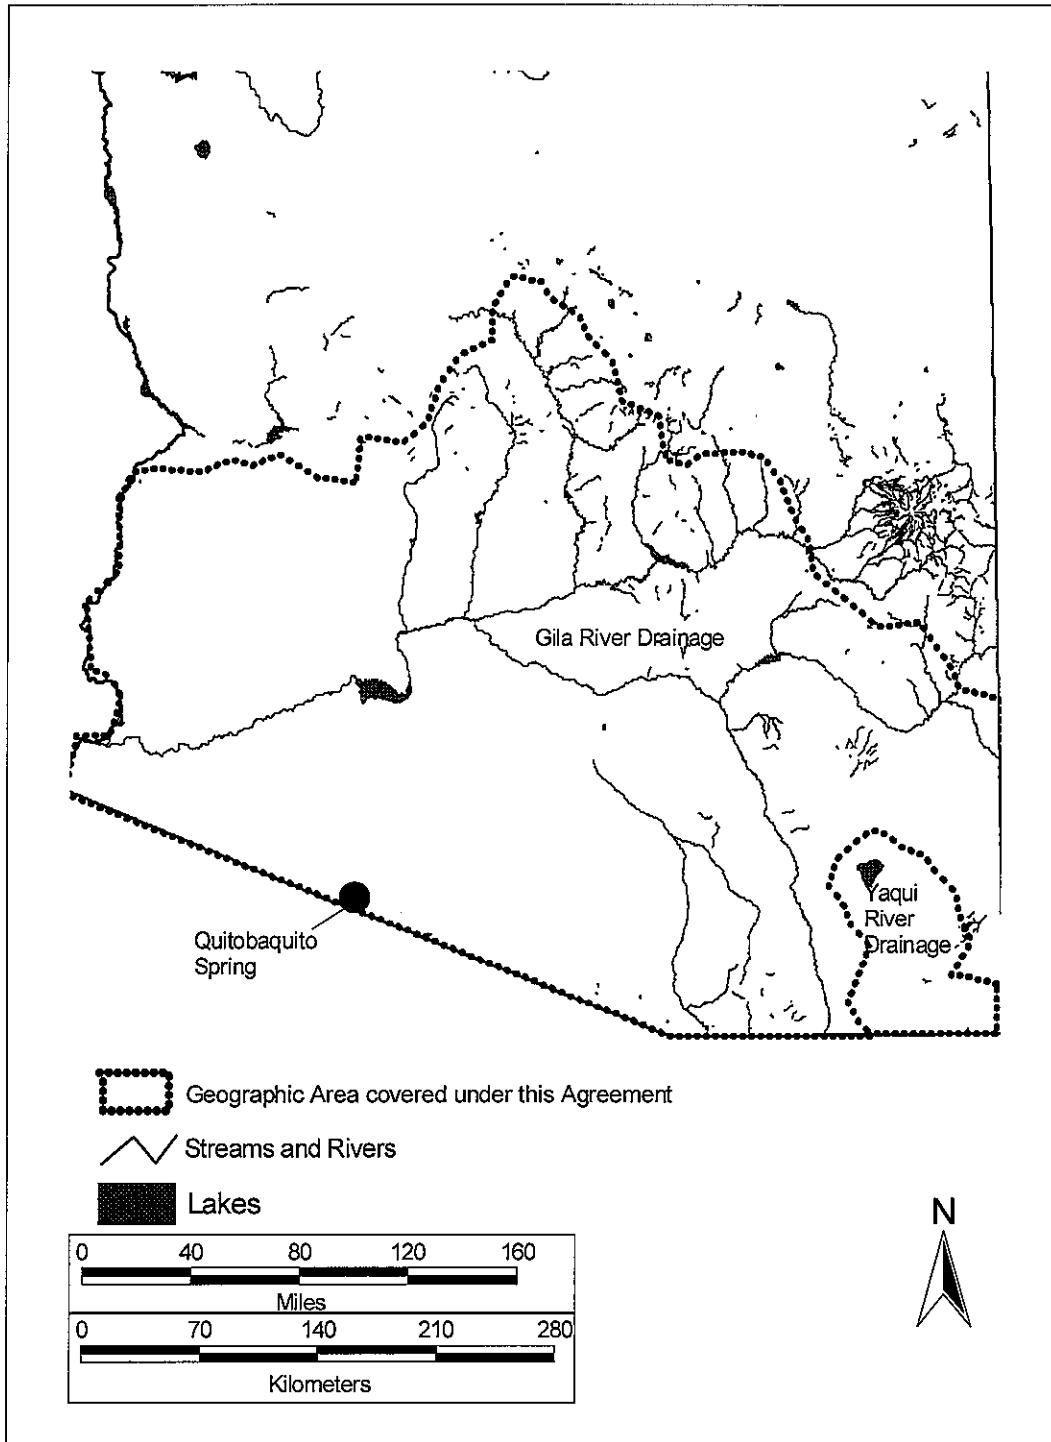 Gila River Drainage
Yaqui
River
Drainage
Quitobaquito
Spring
Geographic Area covered under this Agreement
Streams and Rivers
Lakes
N
0 40 80 120 160
Miles
0 70 140 210 280
Kilometers